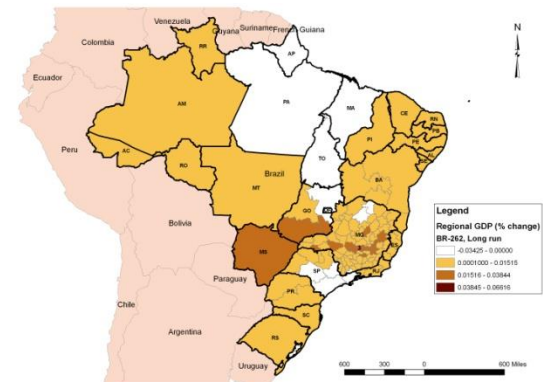 Venezuela
Guyana
Suriname
French Guiana
Colombia
N
RR
AP
Ecuador
AM
PA
MA
CE
RN
PB
PI
PE
AL
AC
Peru
TO
RO
Brazil
BA
MT
GO
Bolivia
MG
ES
MS
SP
RJ
Paraguay
PR
Chile
SC
Argentina
RS
Uruguay
Legend
Regional GDP (% change)
BR-262, Long run
-0.03425 - 0.00000
0.0001000 - 0.01515
0.01516 - 0.03844
0.03845 - 0.06616
600 300 0 600 Miles